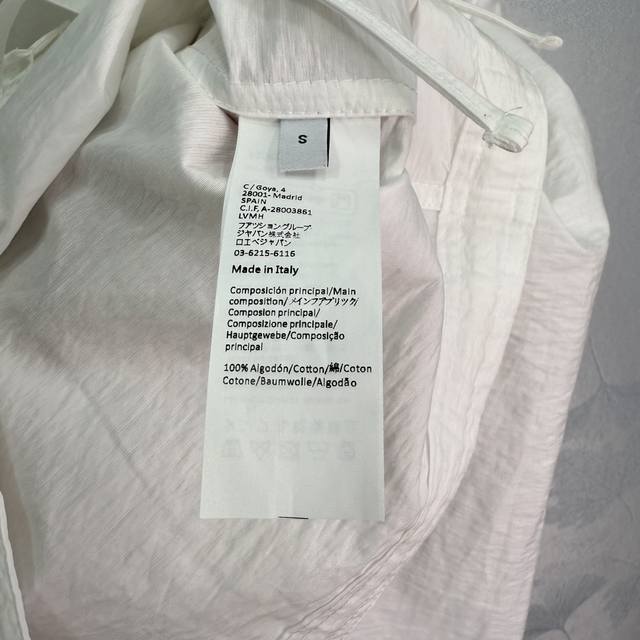 S
C/ Goya, 4
28001- Madrid
SPAIN
C.I.F. A-28003861
LVMH
ファッショングループ
ジャパン株式会社
ロエベジャパン
03-6215-6116
Made in Italy
Composición principal/Main
composition/メインファブリック/
Composion principal/
Composizione principale/
Hauptgewebe/Composição
principal
100% Algodón/Cotton/綿/Coton
Cotone/Baumwolle/Algodão